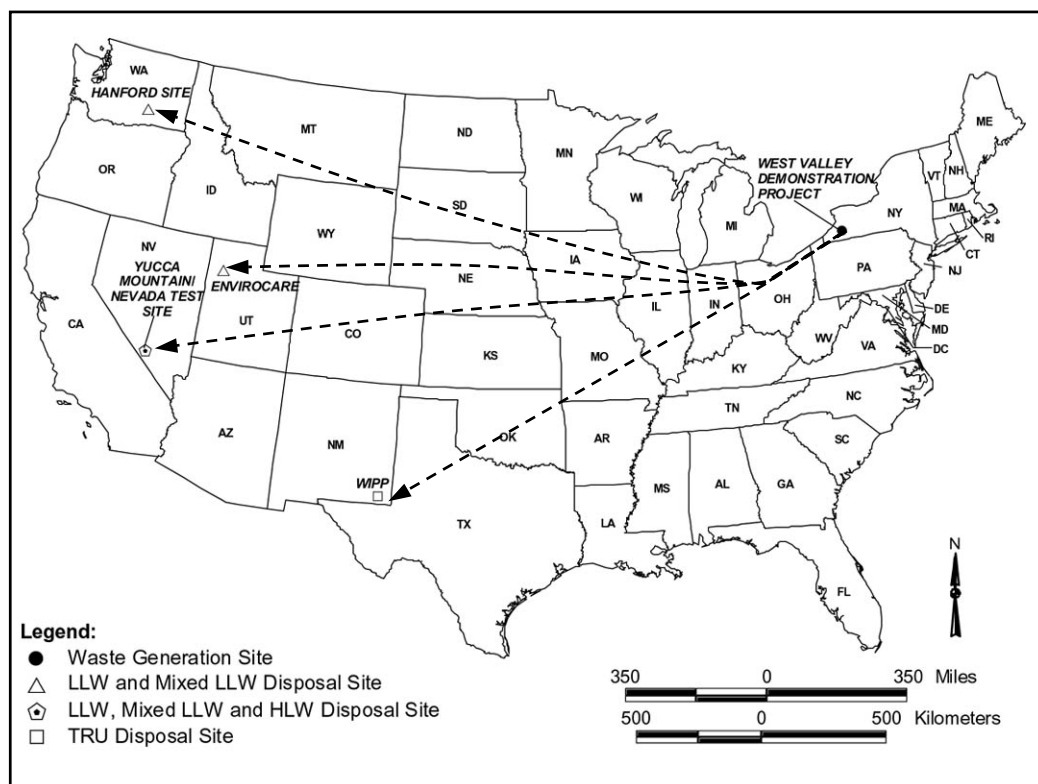 WA
HANFORD SITE
MT
ND
MN
ME
OR
ID
WEST VALLEY
DEMONSTRATION
PROJECT
VT
NH
SD
WI
MI
NY
MA
WY
RI
CT
NV
YUCCA
MOUNTAIN/
NEVADA TEST
SITE
ENVIROCARE
NE
IA
PA
NJ
IL
IN
OH
CA
UT
CO
DE
MD
DC
WV
VA
KS
MO
KY
NC
TN
AZ
NM
OK
AR
SC
WIPP
MS
AL
GA
TX
LA
FL
N
Legend:
Waste Generation Site
LLW and Mixed LLW Disposal Site
LLW, Mixed LLW and HLW Disposal Site
TRU Disposal Site
350 0 350 Miles
500 0 500 Kilometers